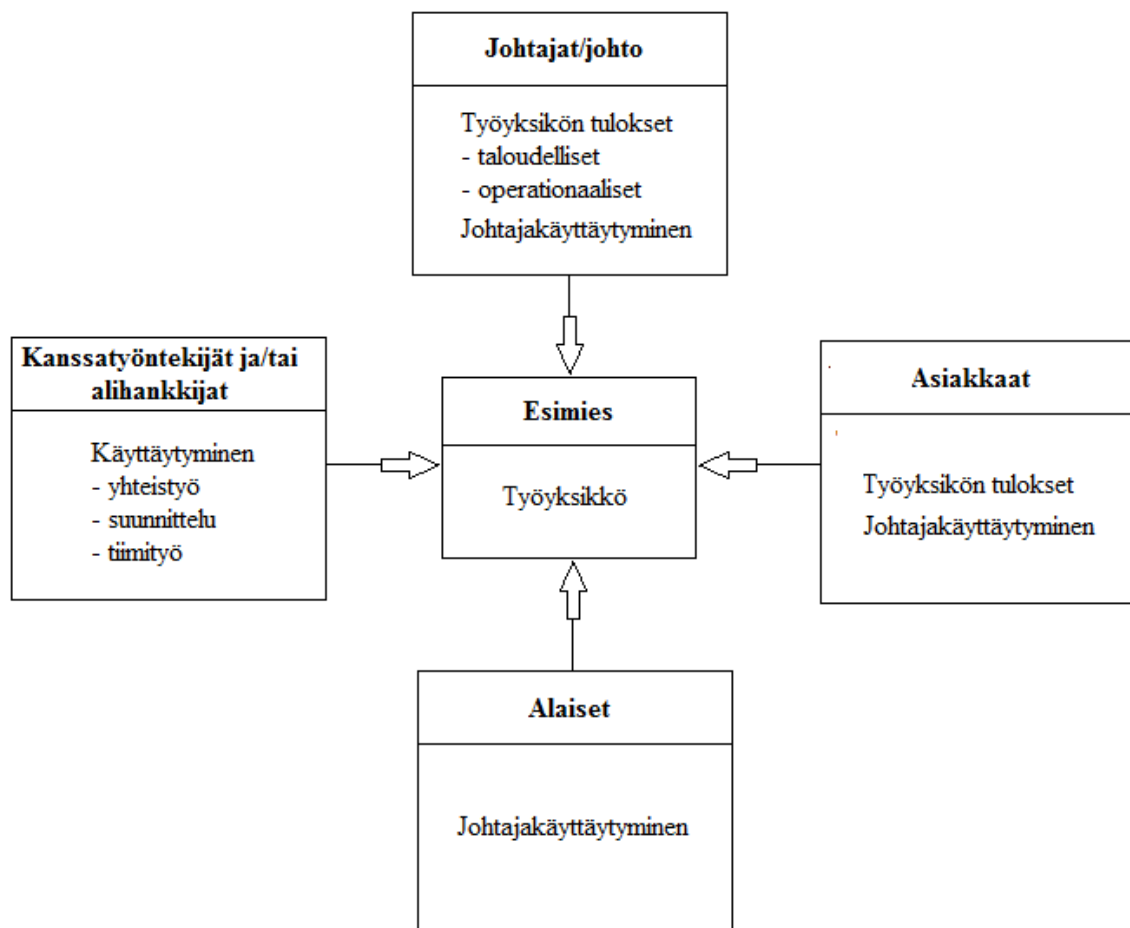 Johtajat/johto
Työyksikön tulokset
- taloudelliset
- operationaaliset
Johtajakäyttäytyminen
Kanssatyöntekijät ja/tai
alihankkijat
Käyttäytyminen
- yhteistyö
- suunnittelu
- tiimityö
Esimies
Työyksikkö
Asiakkaat
Työyksikön tulokset
Johtajakäyttäytyminen
Alaiset
Johtajakäyttäytyminen